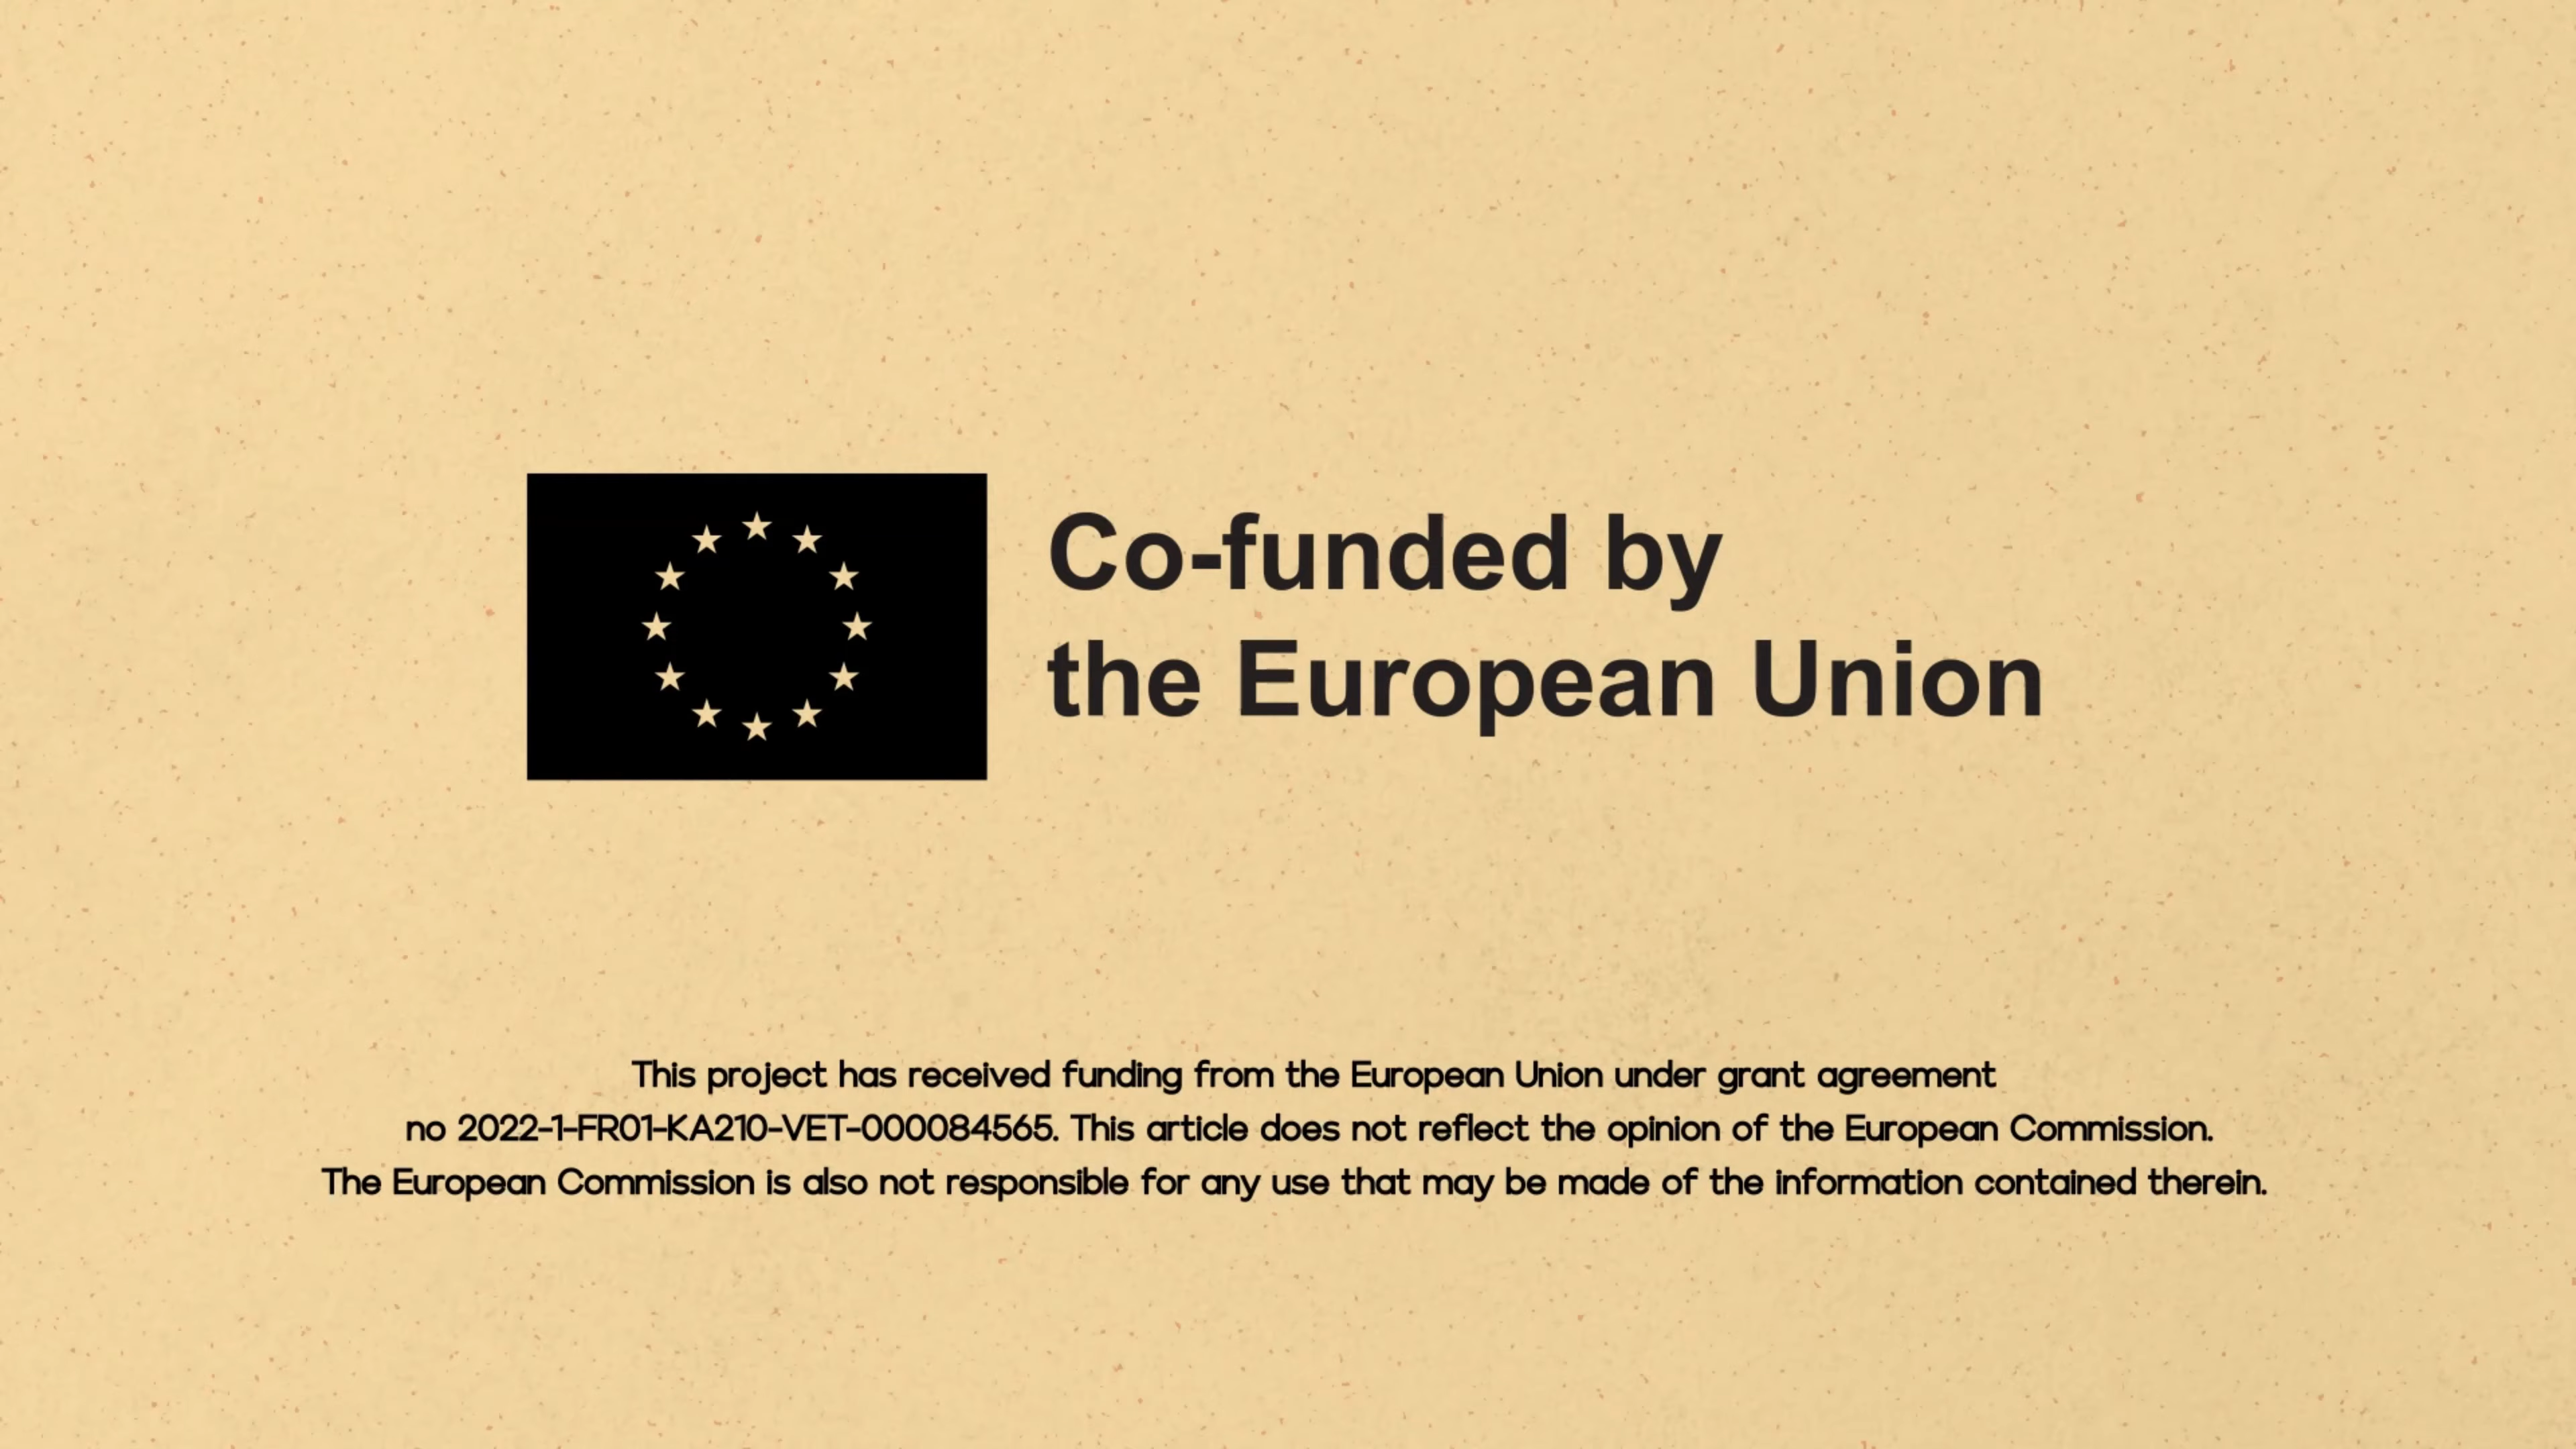 Co-funded by
the European Union
This project has received funding from the European Union under grant agreement
no 2022-1-FR01-KA210-VET-000084565. This article does not reflect the opinion of the European Commission.
The European Commission is also not responsible for any use that may be made of the information contained therein.